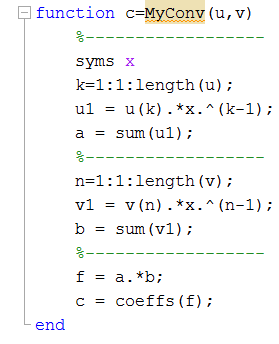 function c=MyConv(u,v)
%------------------
syms x
k=1:1:length(u);
u1 = u(k).*x.^(k-1);
a = sum(u1);
%------------------
n=1:1:length(v);
v1 = v(n).*x.^(n-1);
b = sum(v1);
%------------------
f = a.*b;
c = coeffs(f);
end